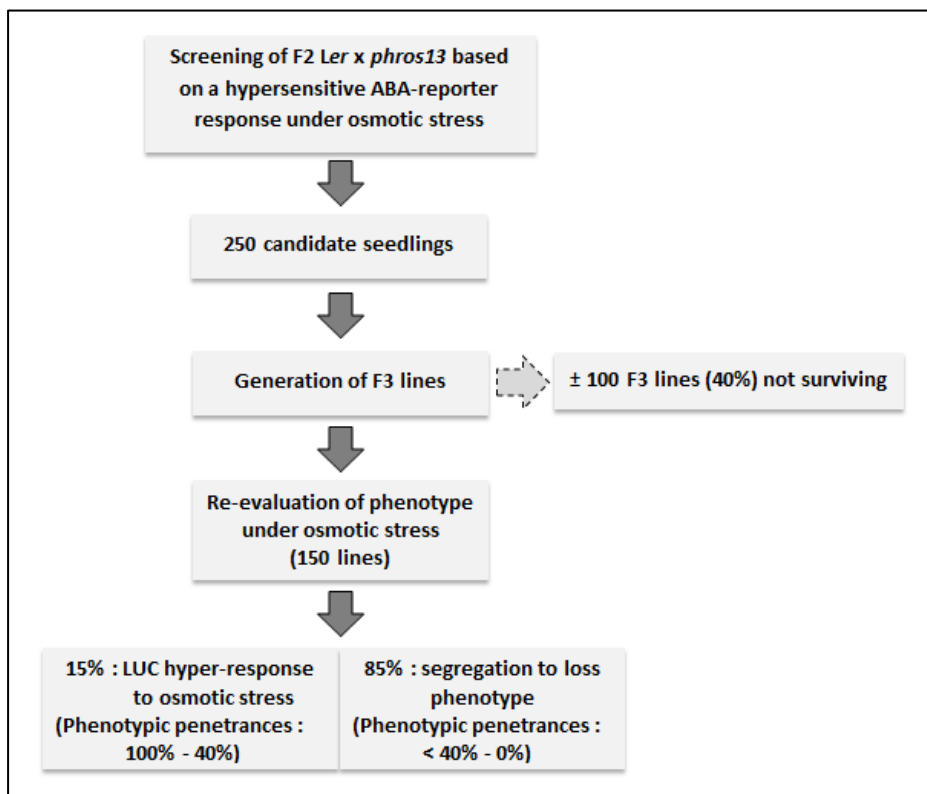 Screening of F2 Ler x phros13 based
on a hypersensitive ABA-reporter
response under osmotic stress
250 candidate seedlings
Generation of F3 lines
± 100 F3 lines (40%) not surviving
Re-evaluation of phenotype
under osmotic stress
(150 lines)
15% : LUC hyper-response
to osmotic stress
(Phenotypic penetrances :
100% - 40%)
85% : segregation to loss
phenotype
(Phenotypic penetrances :
< 40% - 0%)